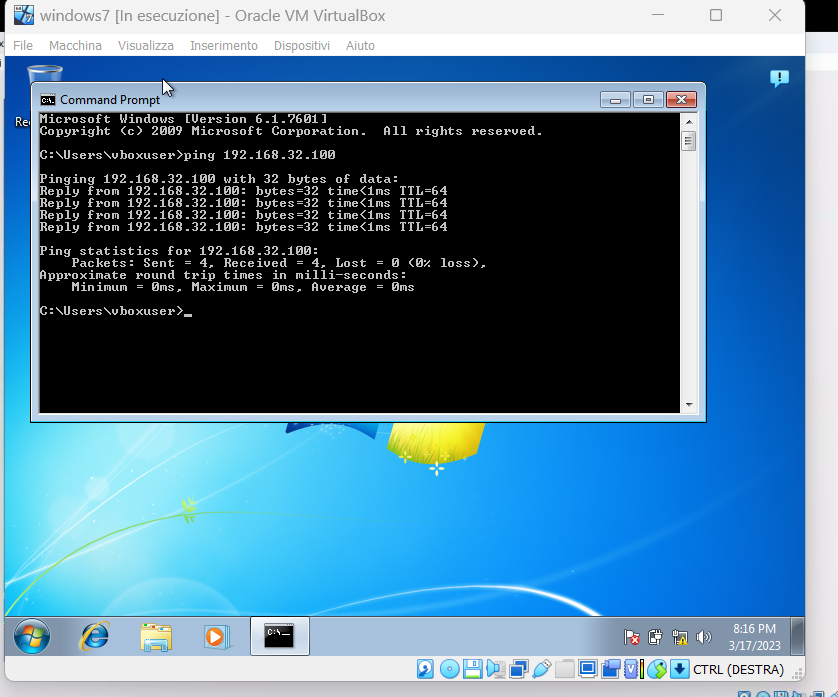 windows7 [In esecuzione] - Oracle VM VirtualBox
File Macchina Visualizza Inserimento Dispositivi Aiuto
Command Prompt
Microsoft Windows [Version 6.1.7601]
Copyright (c) 2009 Microsoft Corporation.  All rights reserved.
C:\Users\vboxuser>ping 192.168.32.100
Pinging 192.168.32.100 with 32 bytes of data:
Reply from 192.168.32.100: bytes=32 time<1ms TTL=64
Reply from 192.168.32.100: bytes=32 time<1ms TTL=64
Reply from 192.168.32.100: bytes=32 time<1ms TTL=64
Reply from 192.168.32.100: bytes=32 time<1ms TTL=64
Ping statistics for 192.168.32.100:
    Packets: Sent = 4, Received = 4, Lost = 0 (0% loss),
Approximate round trip times in milli-seconds:
    Minimum = 0ms, Maximum = 0ms, Average = 0ms
C:\Users\vboxuser>_
8:16 PM
3/17/2023
CTRL (DESTRA)